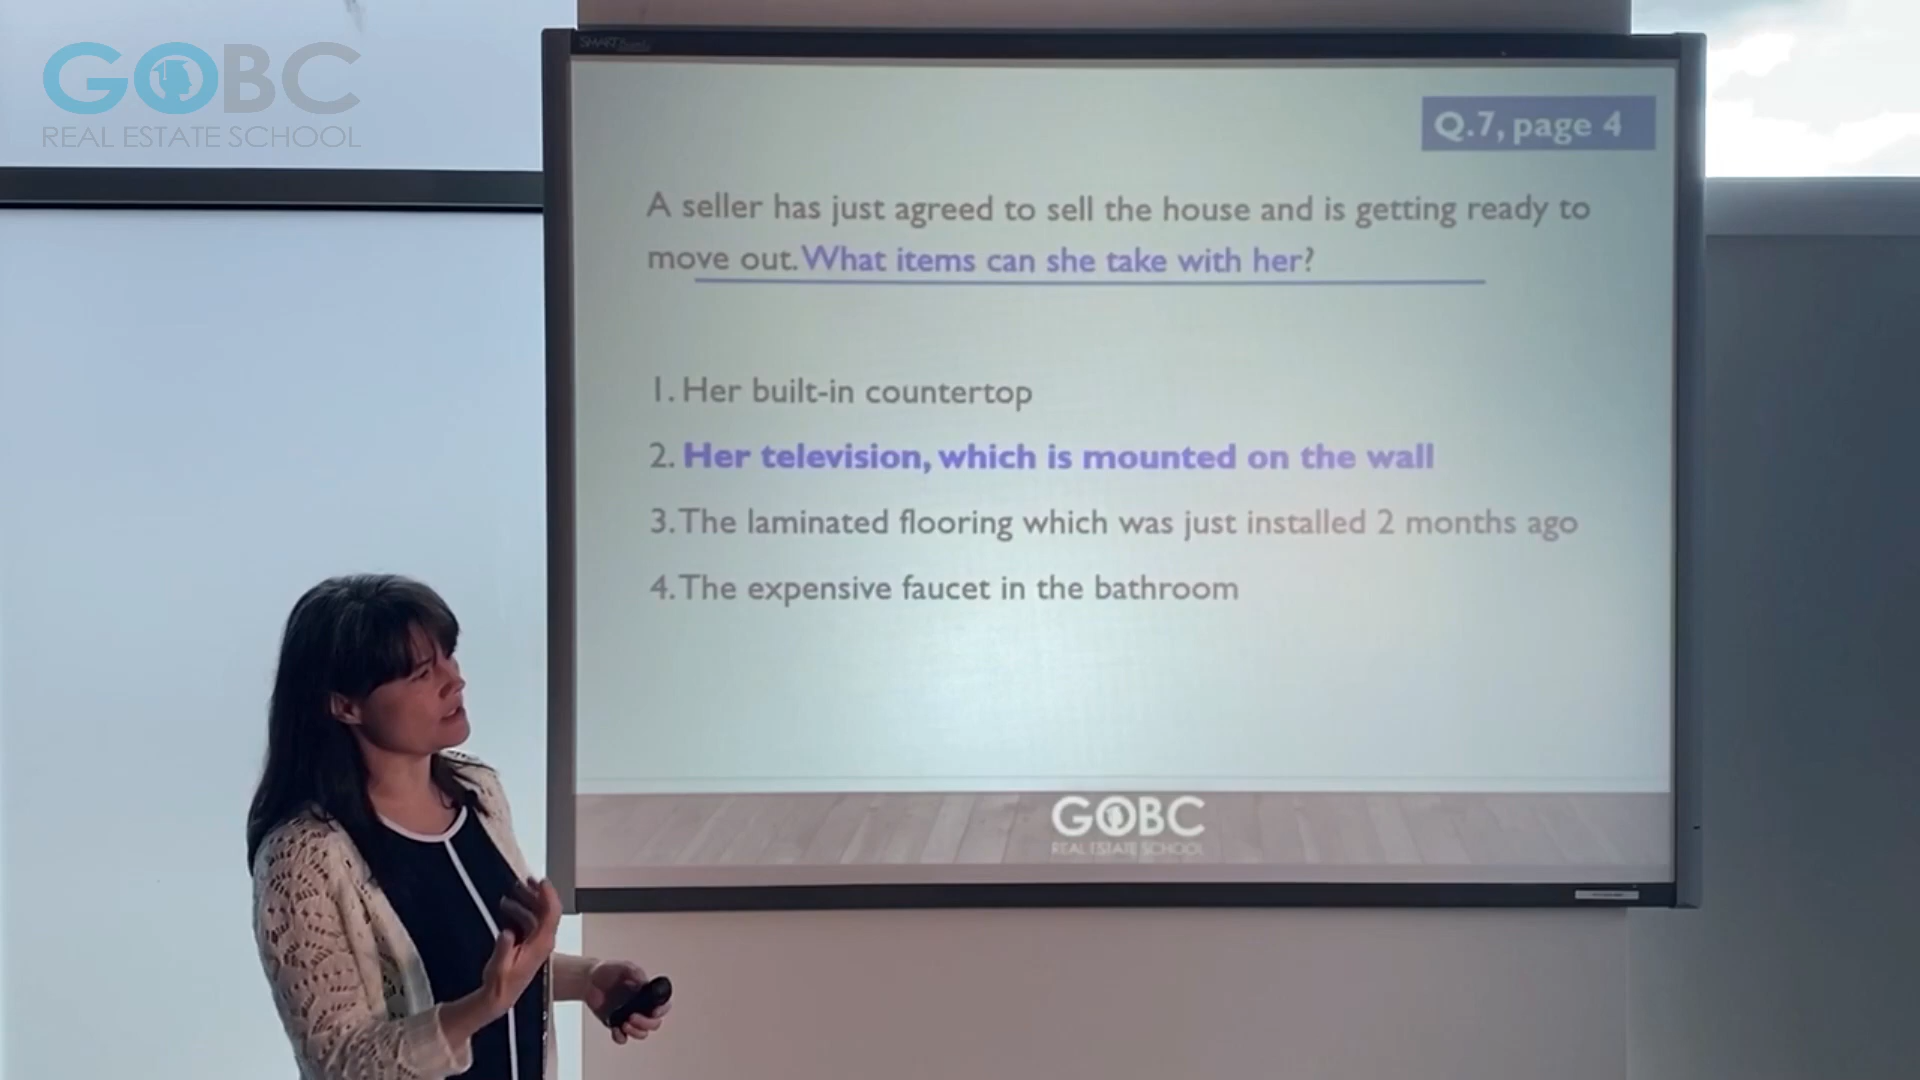 GOBC
REAL ESTATE SCHOOL
SMART
Q.7, page 4
A seller has just agreed to sell the house and is getting ready to
move out. What items can she take with her?
1. Her built-in countertop
2. Her television, which is mounted on the wall
3. The laminated flooring which was just installed 2 months ago
4. The expensive faucet in the bathroom
GOBC
REAL ESTATE SCHOOL